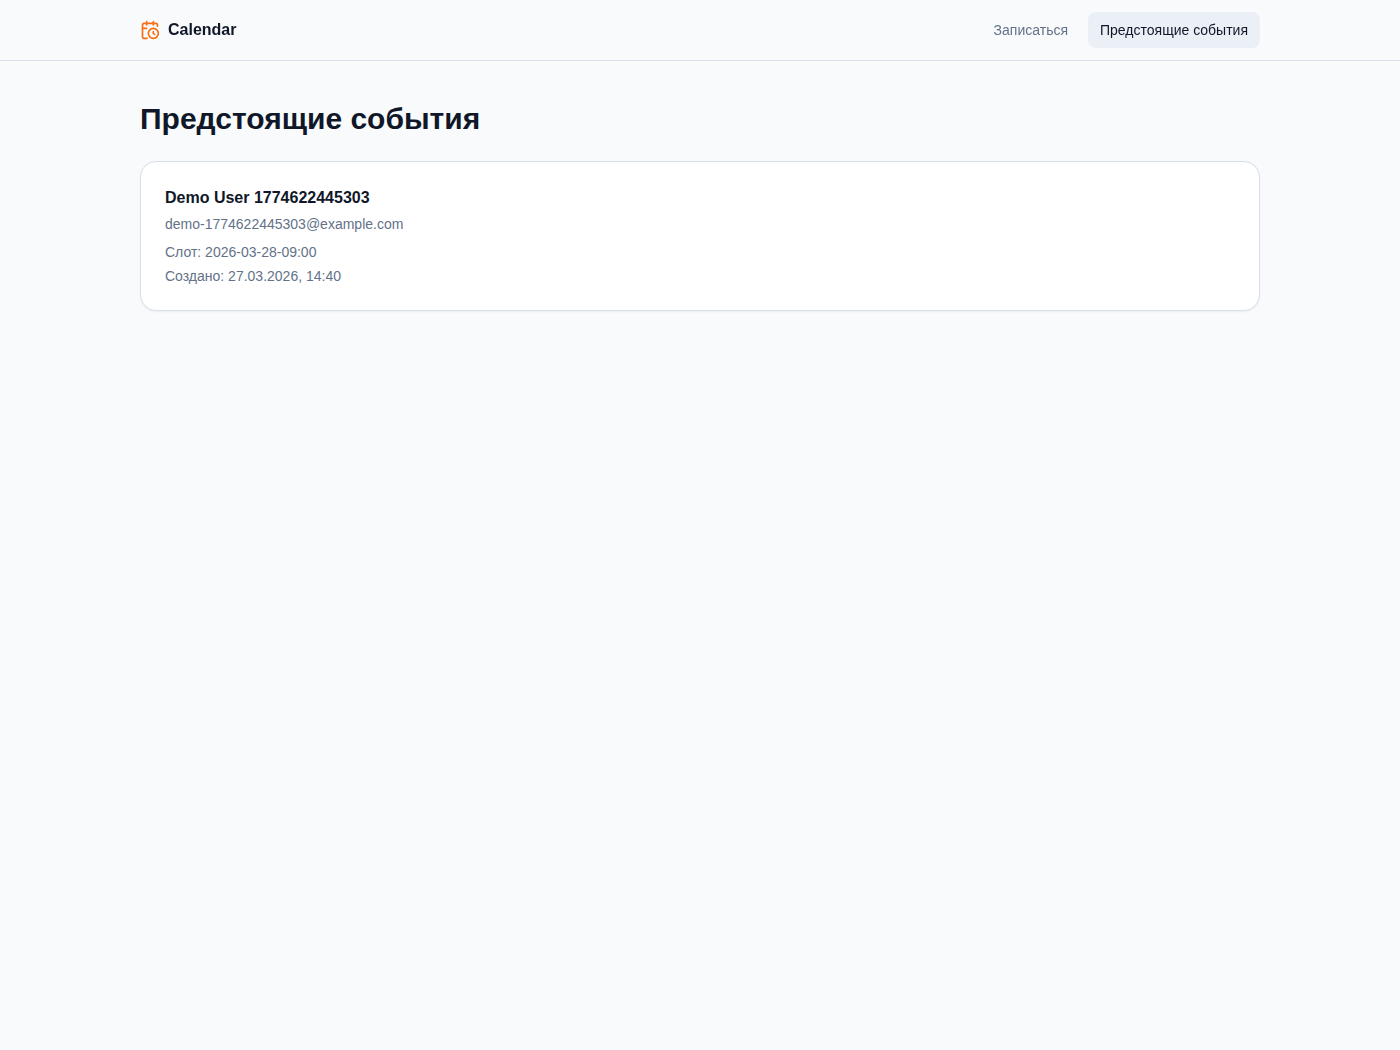 Calendar
Записаться
Предстоящие события
Предстоящие события
Demo User 1774622445303
demo-1774622445303@example.com
Слот: 2026-03-28-09:00
Создано: 27.03.2026, 14:40